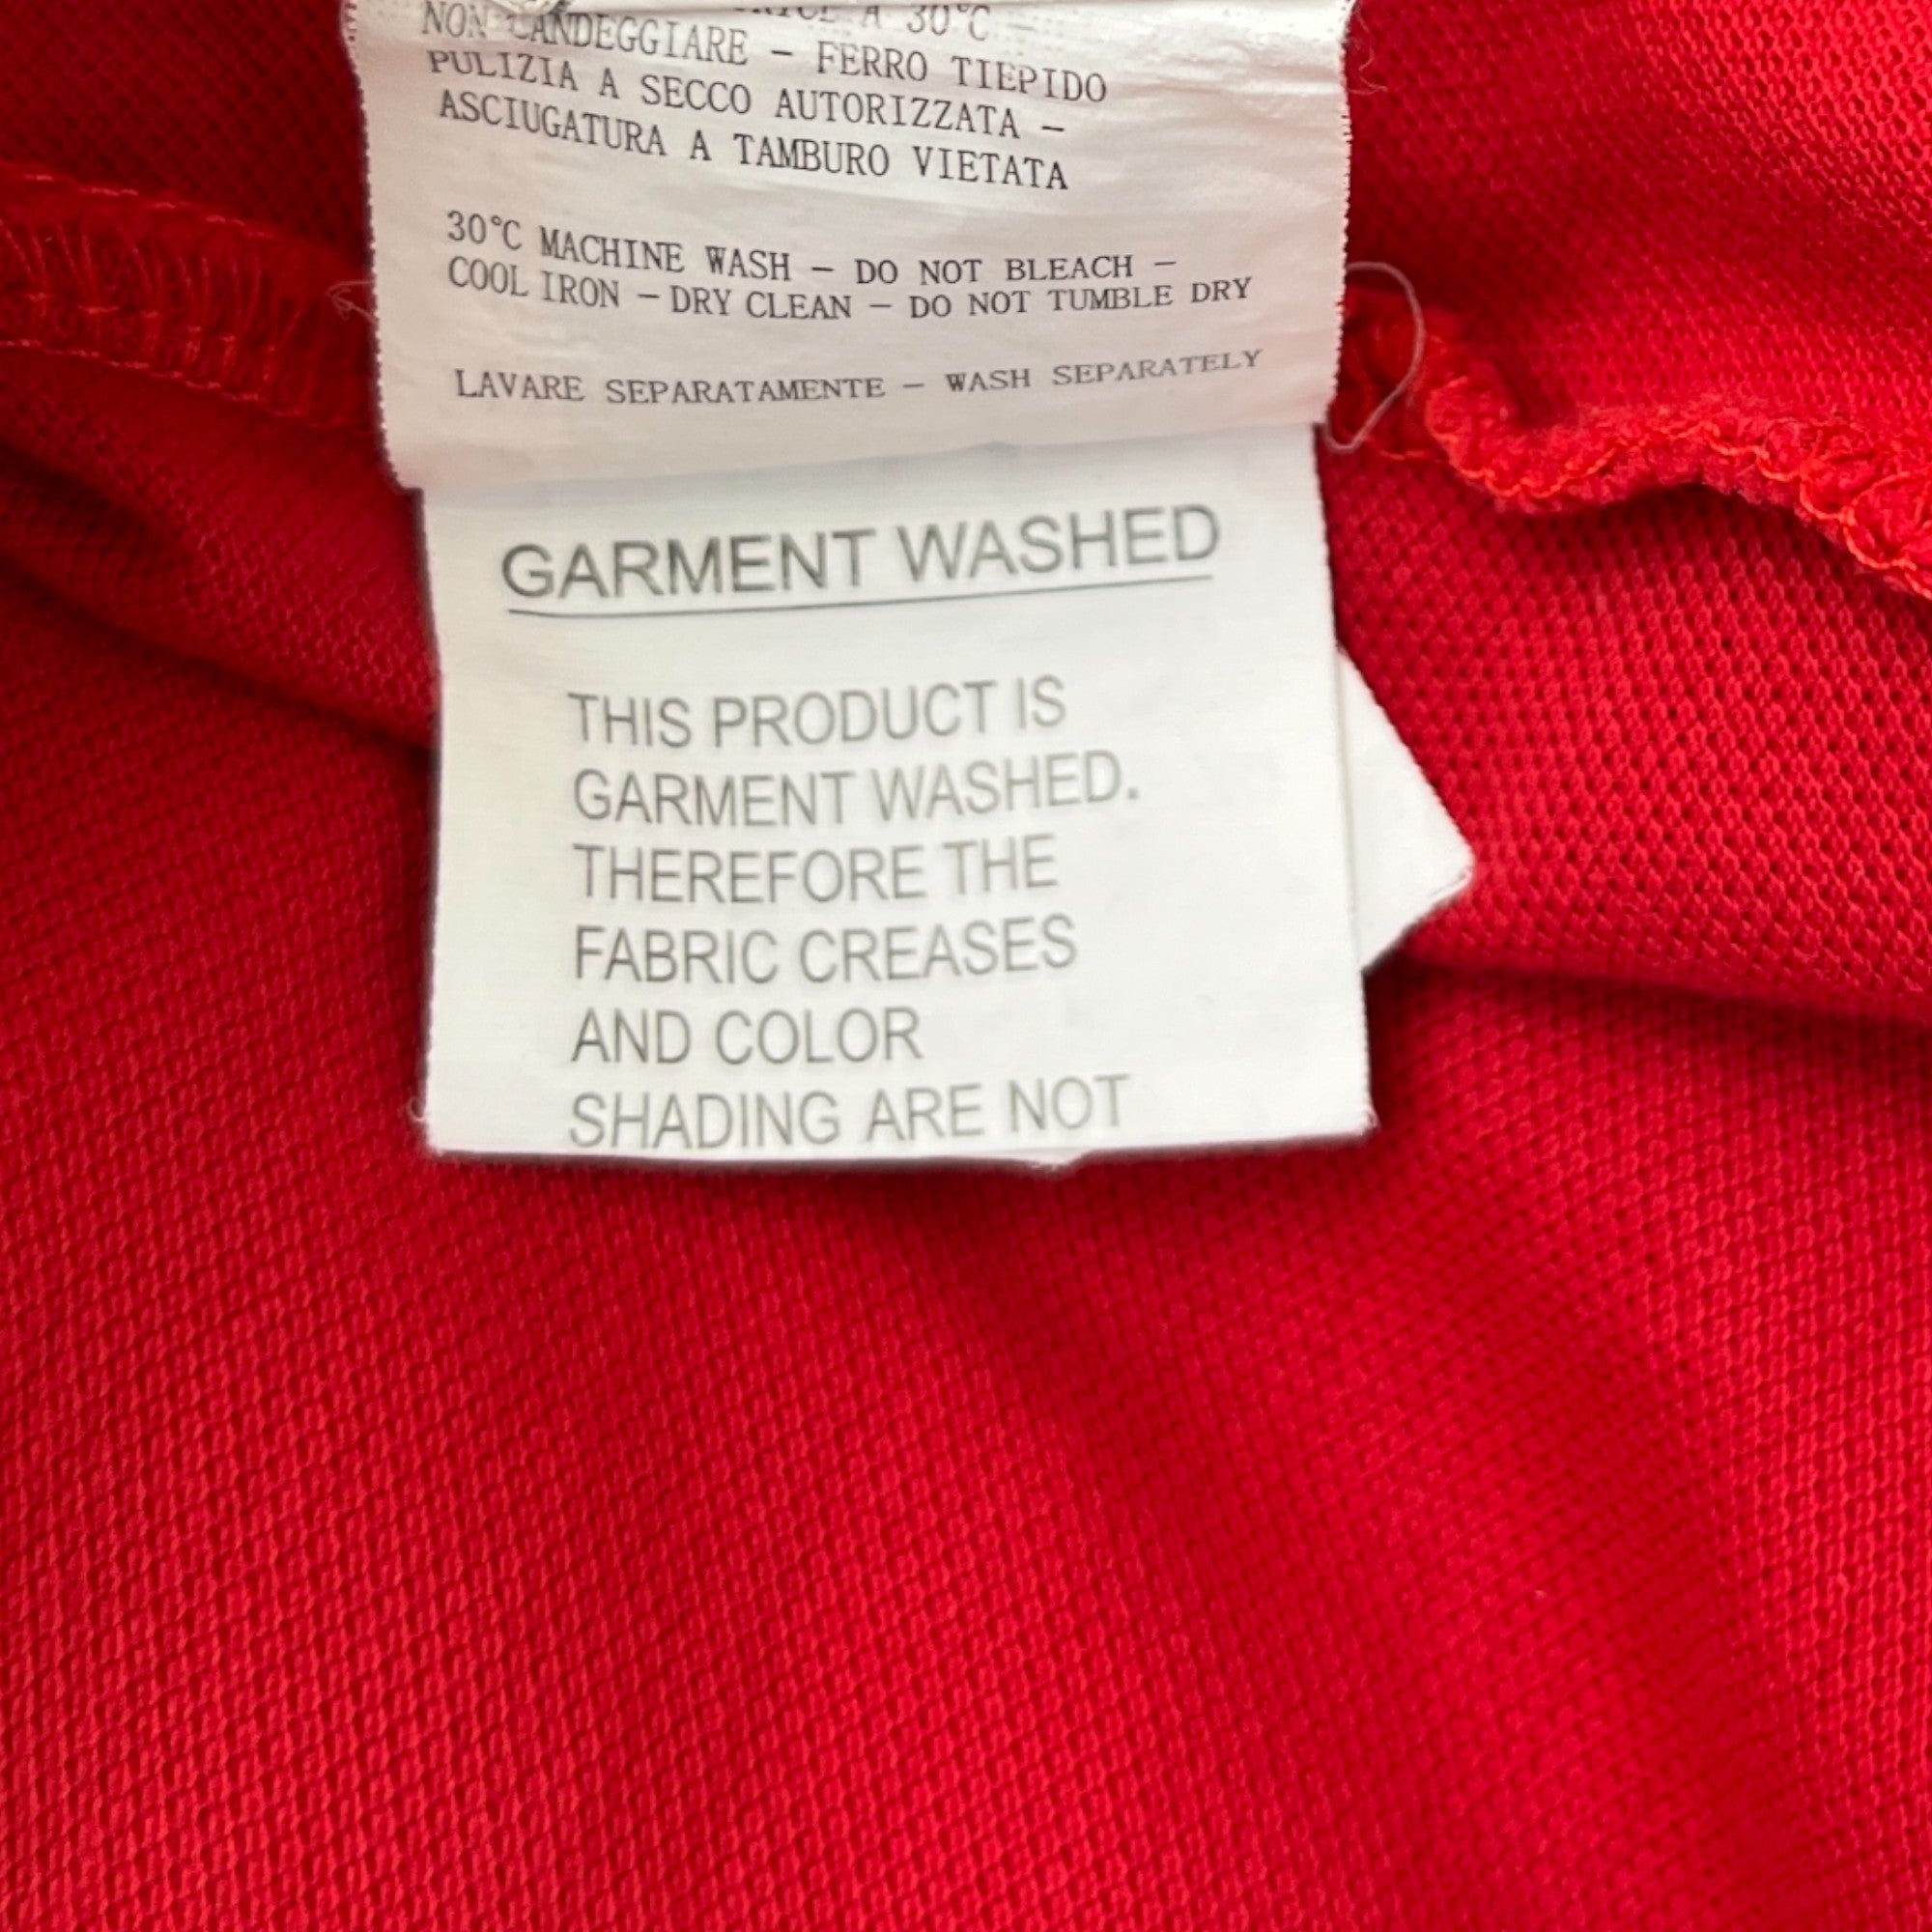 A 30°C
NON CANDEGGIARE - FERRO TIEPIDO
PULIZIA A SECCO AUTORIZZATA -
ASCIUGATURA A TAMBURO VIETATA
30°C MACHINE WASH - DO NOT BLEACH -
COOL IRON - DRY CLEAN - DO NOT TUMBLE DRY
LAVARE SEPARATAMENTE - WASH SEPARATELY
GARMENT WASHED
THIS PRODUCT IS
GARMENT WASHED.
THEREFORE THE
FABRIC CREASES
AND COLOR
SHADING ARE NOT